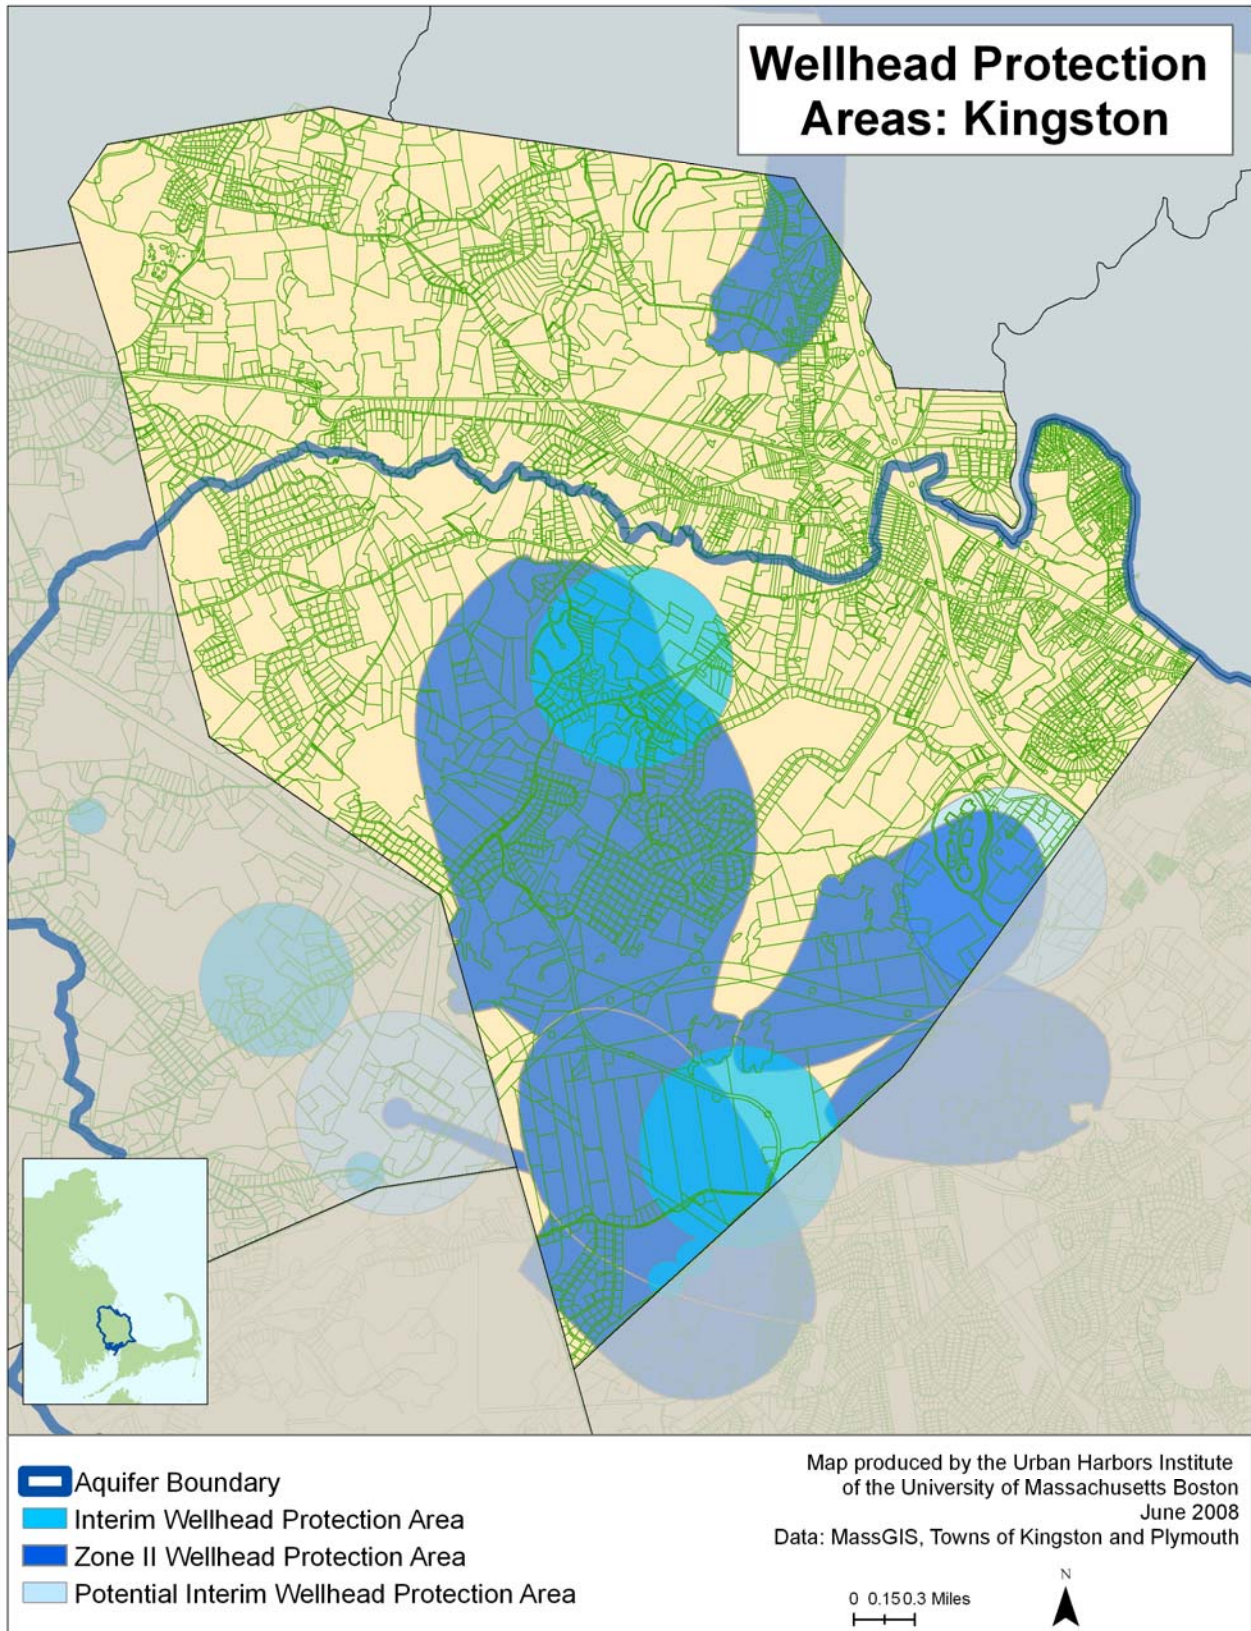 Wellhead Protection
Areas: Kingston
Aquifer Boundary
Interim Wellhead Protection Area
Zone II Wellhead Protection Area
Potential Interim Wellhead Protection Area
Map produced by the Urban Harbors Institute
of the University of Massachusetts Boston
June 2008
Data: MassGIS, Towns of Kingston and Plymouth
0 0.15 0.3 Miles
N